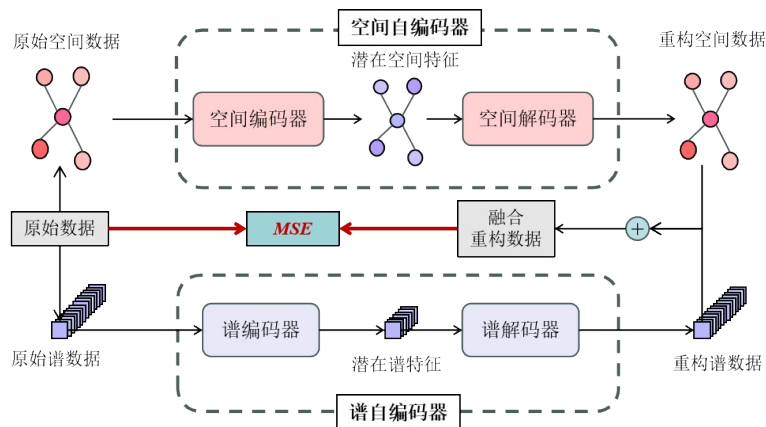 空间自编码器
原始空间数据
潜在空间特征
重构空间数据
空间编码器
空间解码器
原始数据
MSE
融合
重构数据
+
谱编码器
谱解码器
原始谱数据
潜在谱特征
重构谱数据
谱自编码器